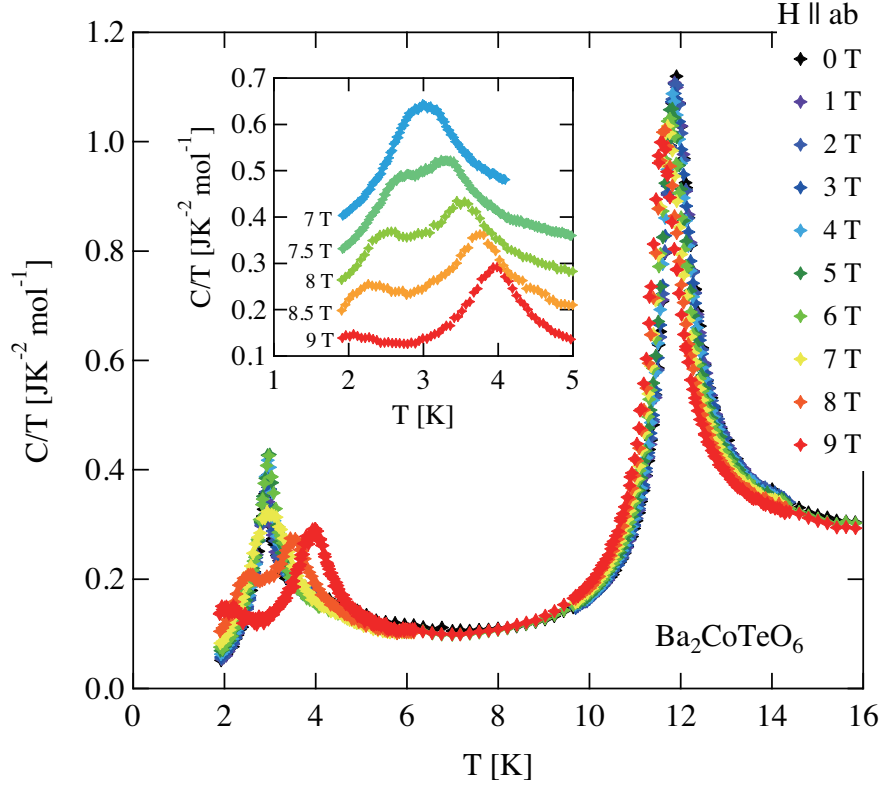 H || ab
0 T
1 T
2 T
3 T
4 T
5 T
6 T
7 T
8 T
9 T
1.2
1.0
0.8
0.6
0.4
0.2
0.0
C/T [JK⁻² mol⁻¹]
0
2
4
6
8
10
12
14
16
T [K]
Ba₂CoTeO₆
0.7
0.6
0.5
0.4
0.3
0.2
0.1
C/T [JK⁻² mol⁻¹]
7 T
7.5 T
8 T
8.5 T
9 T
1
2
3
4
5
T [K]